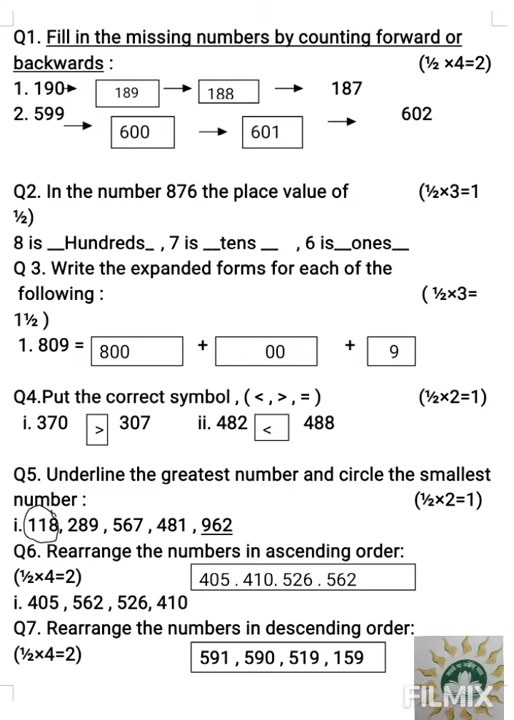 Q1. Fill in the missing numbers by counting forward or
backwards : (½ ×4=2)
1. 190 189 188 187
2. 599 600 601 602
Q2. In the number 876 the place value of (½×3=1
½)
8 is __Hundreds_ , 7 is __tens __ , 6 is__ones__
Q 3. Write the expanded forms for each of the
following : ( ½×3=
1½ )
1. 809 = 800 + 00 + 9
Q4.Put the correct symbol , ( < , > , = ) (½×2=1)
i. 370 > 307 ii. 482 < 488
Q5. Underline the greatest number and circle the smallest
number : (½×2=1)
i. 118, 289 , 567 , 481 , 962
Q6. Rearrange the numbers in ascending order:
(½×4=2) 405 . 410. 526 . 562
i. 405 , 562 , 526, 410
Q7. Rearrange the numbers in descending order:
(½×4=2) 591 , 590 , 519 , 159
FILMIX